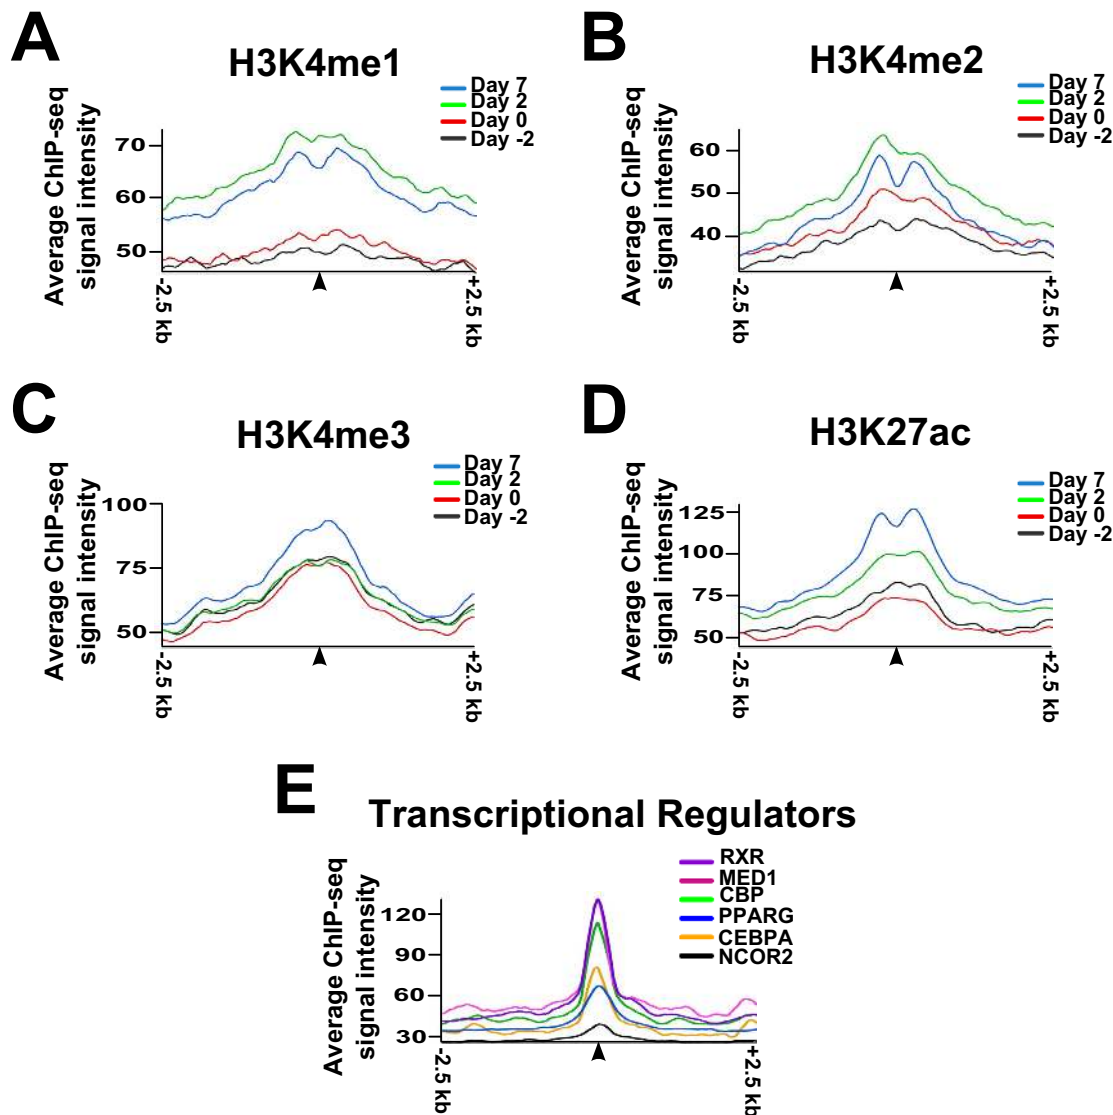 A
H3K4me1
Average ChIP-seq
signal intensity
Day 7
Day 2
Day 0
Day -2
70
60
50
-2.5 kb
+2.5 kb
B
H3K4me2
Average ChIP-seq
signal intensity
Day 7
Day 2
Day 0
Day -2
60
50
40
-2.5 kb
+2.5 kb
C
H3K4me3
Average ChIP-seq
signal intensity
Day 7
Day 2
Day 0
Day -2
100
75
50
-2.5 kb
+2.5 kb
D
H3K27ac
Average ChIP-seq
signal intensity
Day 7
Day 2
Day 0
Day -2
125
100
75
50
-2.5 kb
+2.5 kb
E
Transcriptional Regulators
Average ChIP-seq
signal intensity
RXR
MED1
CBP
PPARG
CEBPA
NCOR2
120
90
60
30
-2.5 kb
+2.5 kb